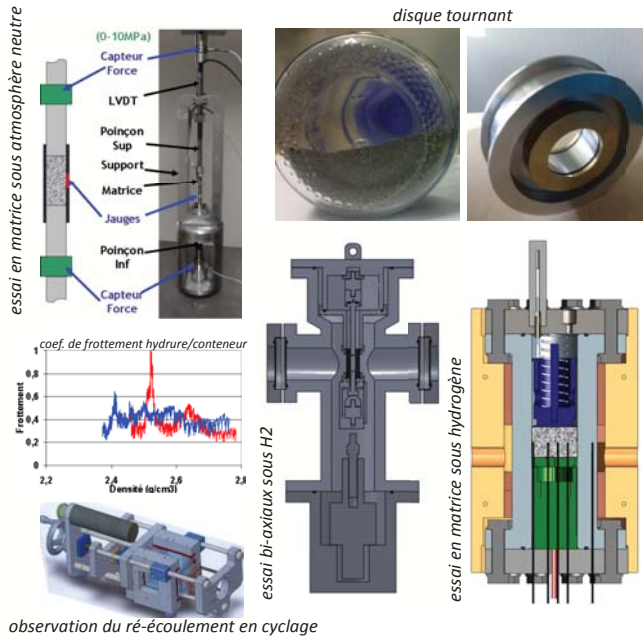 essai en matrice sous atmosphère neutre
(0-10MPa)
Capteur
Force
LVDT
Poinçon
Sup
Support
Matrice
Jauges
Poinçon
Inf
Capteur
Force
disque tournant
coef. de frottement hydrure/conteneur
Frottement
1
0,8
0,6
0,4
0,2
0
2,2
2,4
2,6
2,8
Densité (g/cm3)
observation du ré-écoulement en cyclage
essai bi-axiaux sous H2
essai en matrice sous hydrogène